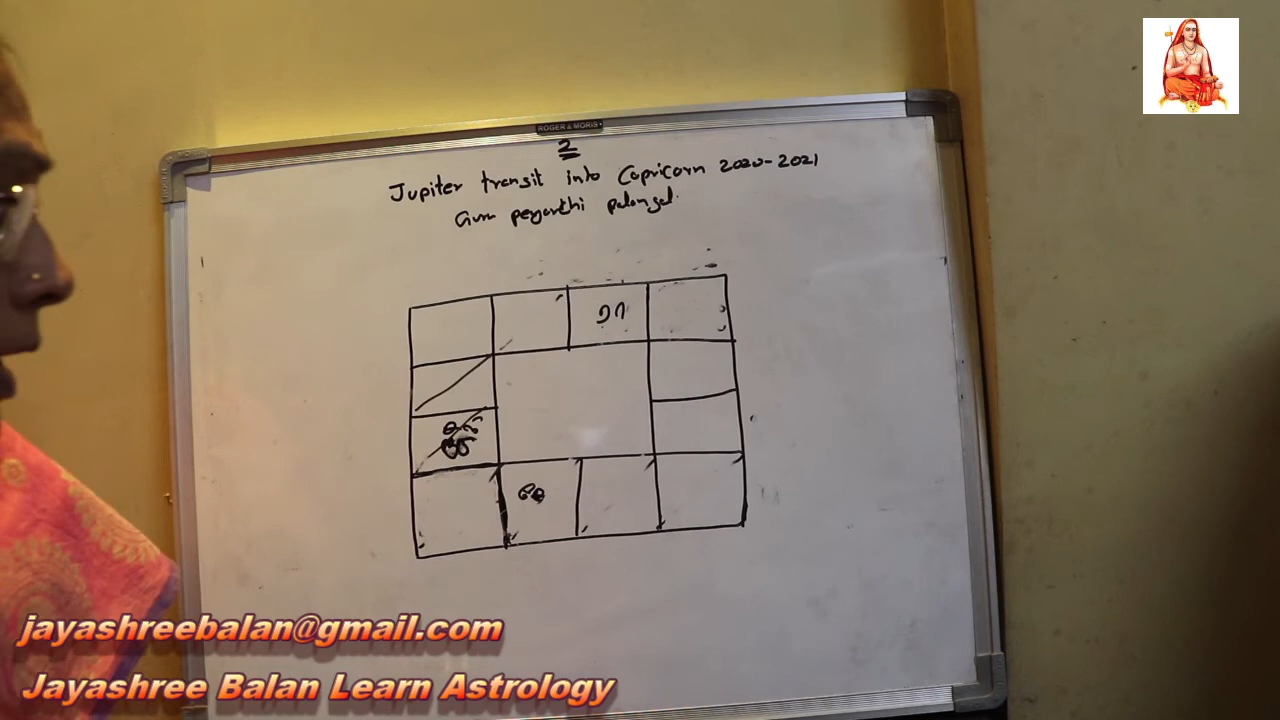 ROGER & MORIS
2
Jupiter transit into Capricorn 2020-2021
Guru peyarchi palangal.
jayashreebalan@gmail.com
Jayashree Balan Learn Astrology